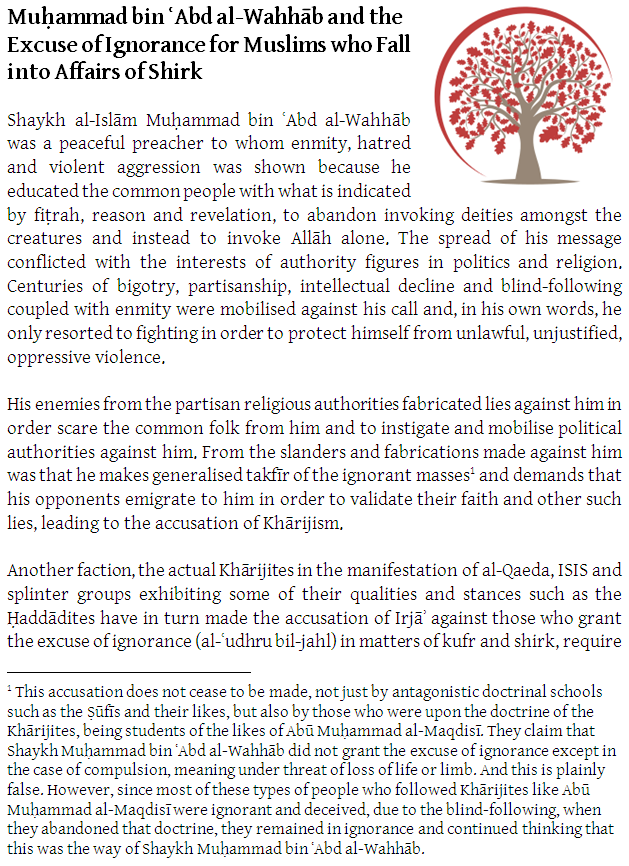 Muḥammad bin ʿAbd al-Wahhāb and the
Excuse of Ignorance for Muslims who Fall
into Affairs of Shirk
Shaykh al-Islām Muḥammad bin ʿAbd al-Wahhāb
was a peaceful preacher to whom enmity, hatred
and violent aggression was shown because he
educated the common people with what is indicated
by fiṭrah, reason and revelation, to abandon invoking deities amongst the
creatures and instead to invoke Allāh alone. The spread of his message
conflicted with the interests of authority figures in politics and religion.
Centuries of bigotry, partisanship, intellectual decline and blind-following
coupled with enmity were mobilised against his call and, in his own words, he
only resorted to fighting in order to protect himself from unlawful, unjustified,
oppressive violence.
His enemies from the partisan religious authorities fabricated lies against him in
order scare the common folk from him and to instigate and mobilise political
authorities against him. From the slanders and fabrications made against him
was that he makes generalised takfīr of the ignorant masses¹ and demands that
his opponents emigrate to him in order to validate their faith and other such
lies, leading to the accusation of Khārijism.
Another faction, the actual Khārijites in the manifestation of al-Qaeda, ISIS and
splinter groups exhibiting some of their qualities and stances such as the
Ḥaddādites have in turn made the accusation of Irjāʾ against those who grant
the excuse of ignorance (al-ʿudhru bil-jahl) in matters of kufr and shirk, require
¹ This accusation does not cease to be made, not just by antagonistic doctrinal schools
such as the Ṣūfīs and their likes, but also by those who were upon the doctrine of the
Khārijites, being students of the likes of Abū Muḥammad al-Maqdisī. They claim that
Shaykh Muḥammad bin ʿAbd al-Wahhāb did not grant the excuse of ignorance except in
the case of compulsion, meaning under threat of loss of life or limb. And this is plainly
false. However, since most of these types of people who followed Khārijites like Abū
Muḥammad al-Maqdisī were ignorant and deceived, due to the blind-following, when
they abandoned that doctrine, they remained in ignorance and continued thinking that
this was the way of Shaykh Muḥammad bin ʿAbd al-Wahhāb.